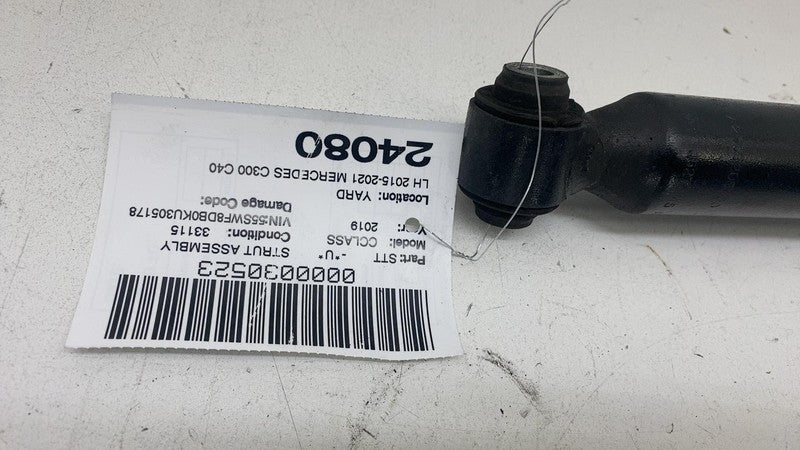 0000030523
-*U*   STRUT ASSEMBLY
Part: STT
Model: CCLASS   Condition: 33115
Year: 2019   VIN:55SWF8DB0KU305178
Damage Code:
Location: YARD
LH 2015-2021 MERCEDES C300 C40
24080